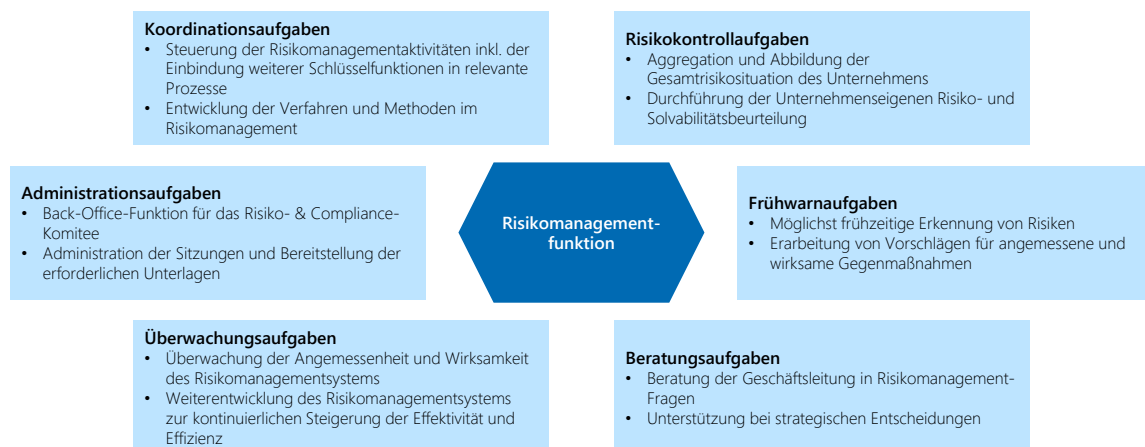 Koordinationsaufgaben
• Steuerung der Risikomanagementaktivitäten inkl. der
Einbindung weiterer Schlüsselfunktionen in relevante
Prozesse
• Entwicklung der Verfahren und Methoden im
Risikomanagement
Risikokontrollaufgaben
• Aggregation und Abbildung der
Gesamtrisikosituation des Unternehmens
• Durchführung der Unternehmenseigenen Risiko- und
Solvabilitätsbeurteilung
Administrationsaufgaben
• Back-Office-Funktion für das Risiko- & Compliance-
Komitee
• Administration der Sitzungen und Bereitstellung der
erforderlichen Unterlagen
Risikomanagement-
funktion
Frühwarnaufgaben
• Möglichst frühzeitige Erkennung von Risiken
• Erarbeitung von Vorschlägen für angemessene und
wirksame Gegenmaßnahmen
Überwachungsaufgaben
• Überwachung der Angemessenheit und Wirksamkeit
des Risikomanagementsystems
• Weiterentwicklung des Risikomanagementsystems
zur kontinuierlichen Steigerung der Effektivität und
Effizienz
Beratungsaufgaben
• Beratung der Geschäftsleitung in Risikomanagement-
Fragen
• Unterstützung bei strategischen Entscheidungen